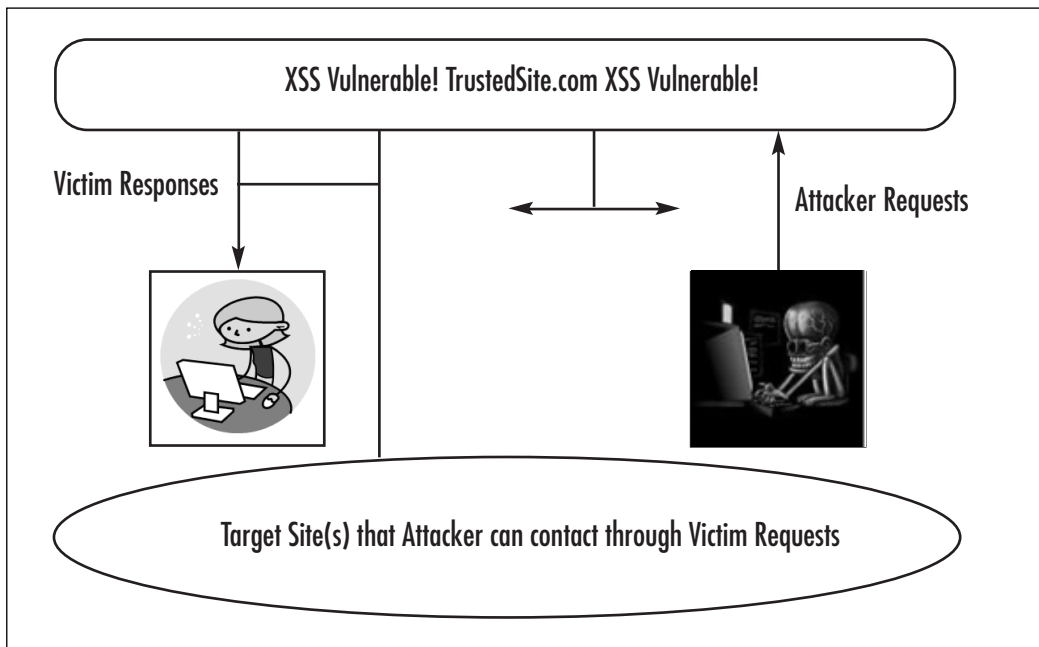 XSS Vulnerable! TrustedSite.com XSS Vulnerable!
Victim Responses
Attacker Requests
Target Site(s) that Attacker can contact through Victim Requests